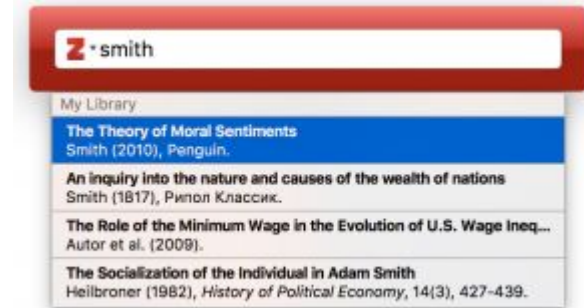 Z smith
My Library
The Theory of Moral Sentiments
Smith (2010), Penguin.
An inquiry into the nature and causes of the wealth of nations
Smith (1817), Рипол Классик.
The Role of the Minimum Wage in the Evolution of U.S. Wage Ineq...
Autor et al. (2009).
The Socialization of the Individual in Adam Smith
Heilbroner (1982), History of Political Economy, 14(3), 427–439.